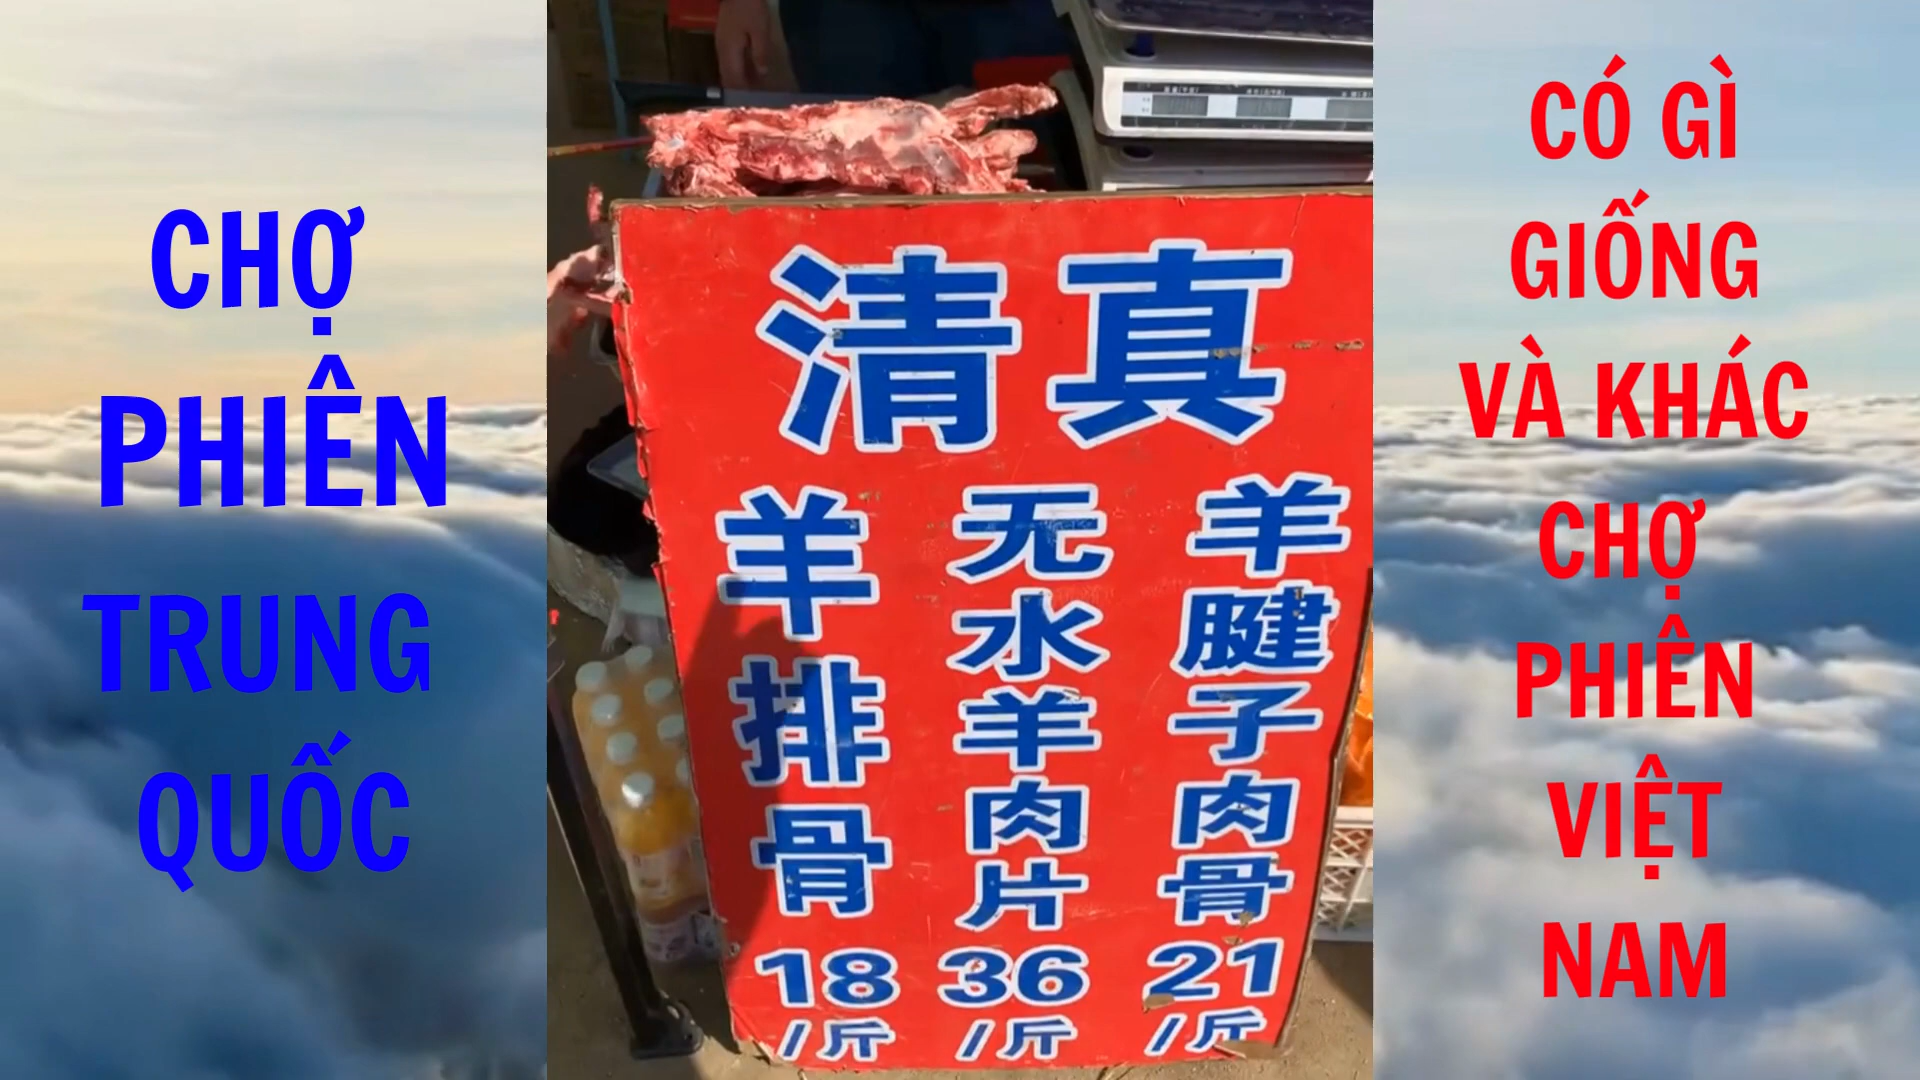 CHỢ
PHIÊN
TRUNG
QUỐC
清真
羊排骨
18
/斤
无水羊肉片
36
/斤
羊腱子肉骨
21
/斤
CÓ GÌ
GIỐNG
VÀ KHÁC
CHỢ
PHIÊN
VIỆT
NAM